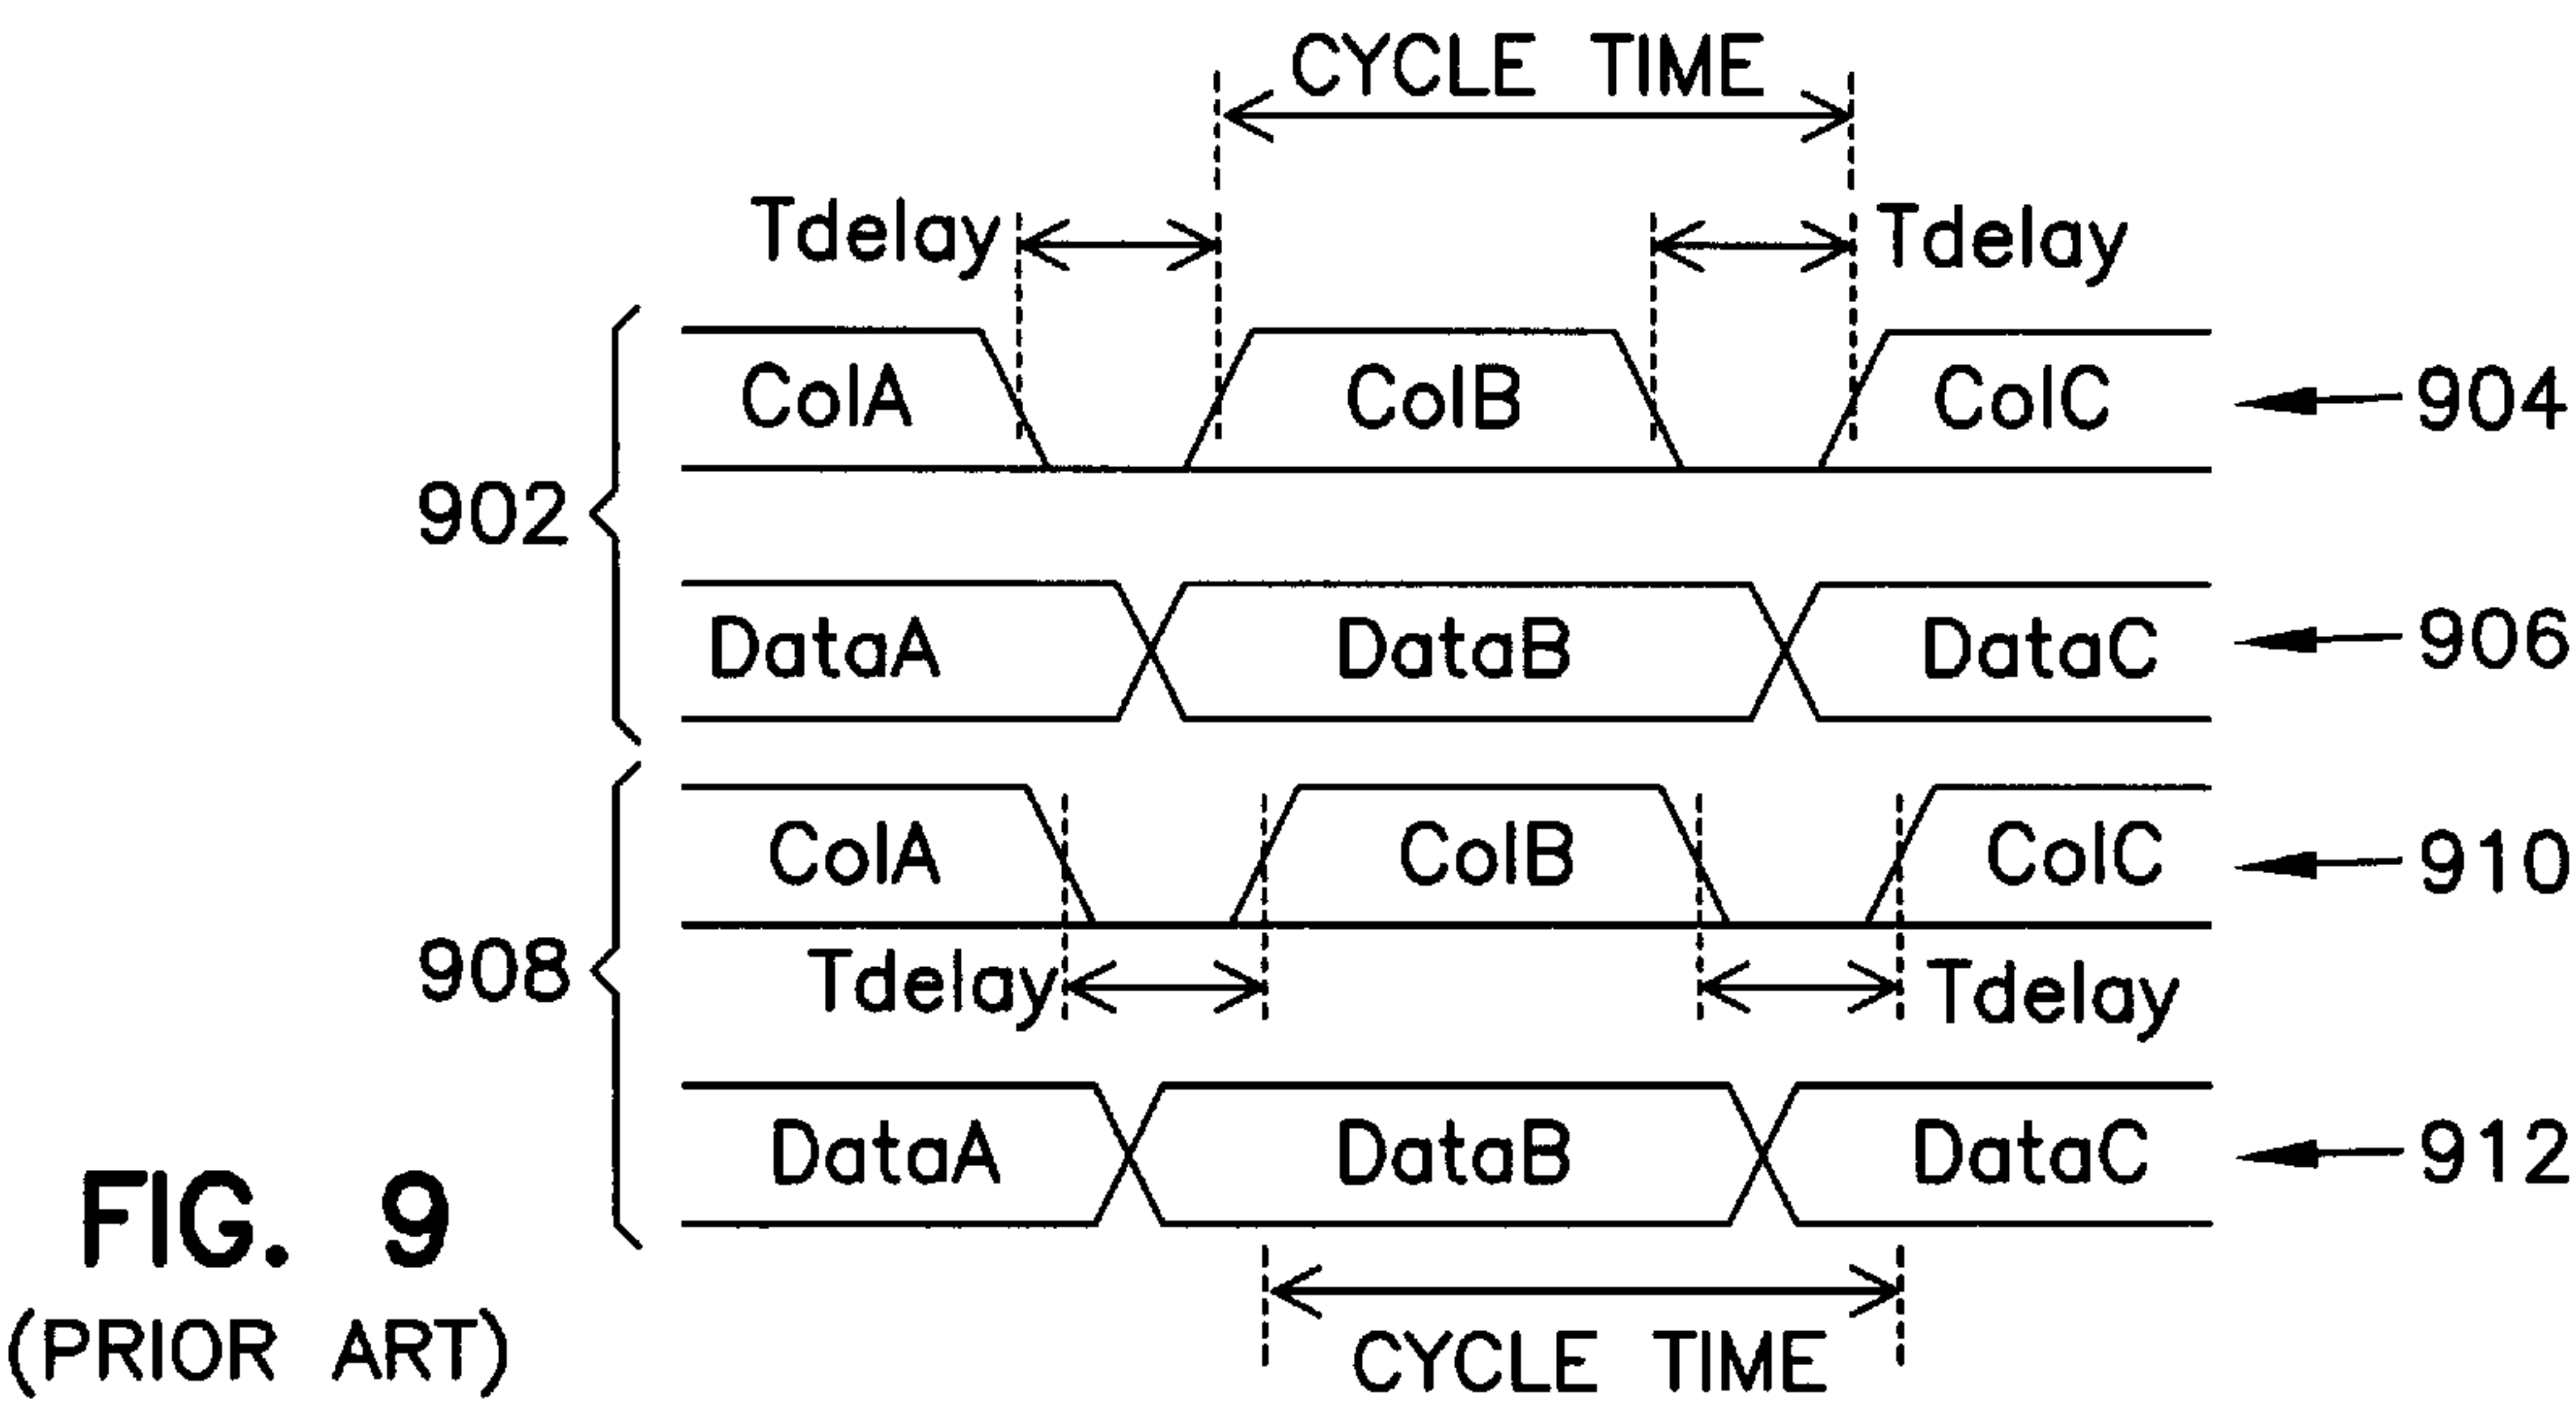 CYCLE TIME
Tdelay Tdelay
ColA ColB ColC 904
902
DataA DataB DataC 906
ColA ColB ColC 910
908
Tdelay Tdelay
DataA DataB DataC 912
FIG. 9
(PRIOR ART)
CYCLE TIME